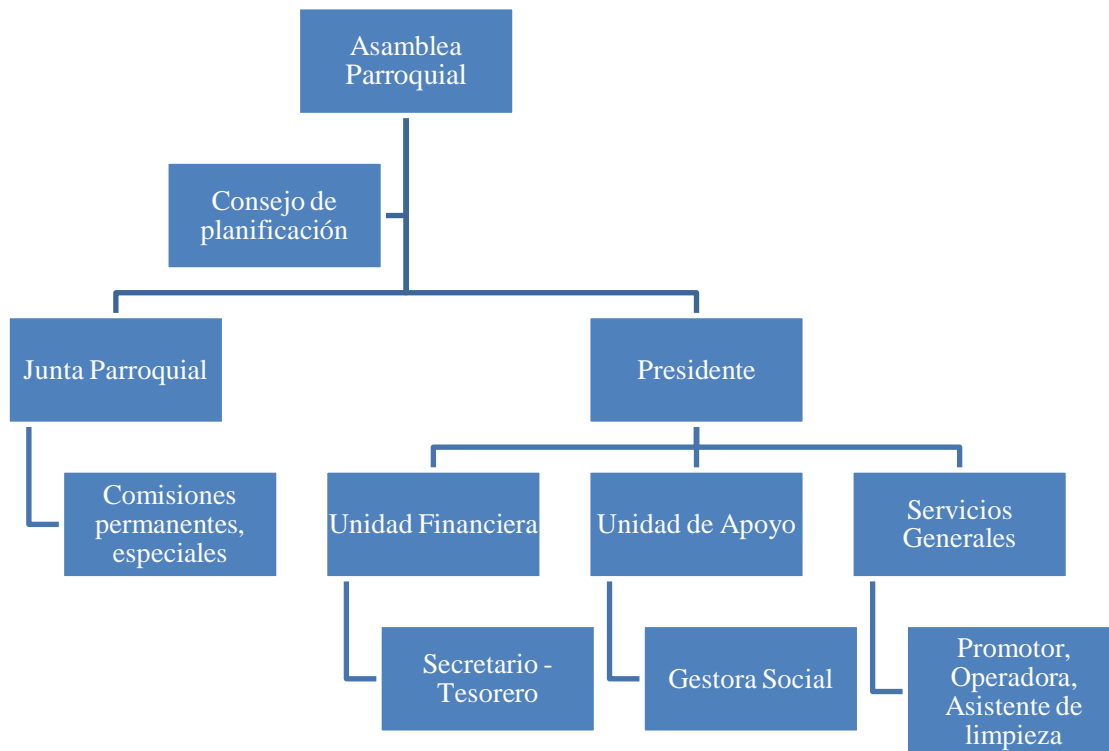 Asamblea
Parroquial
Consejo de
planificación
Junta Parroquial
Presidente
Comisiones
permanentes,
especiales
Unidad Financiera
Unidad de Apoyo
Servicios
Generales
Secretario -
Tesorero
Gestora Social
Promotor,
Operadora,
Asistente de
limpieza